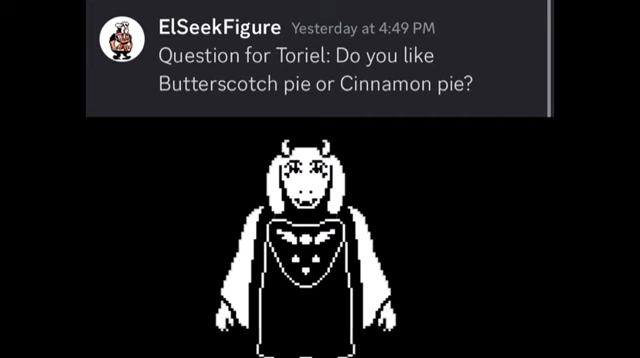 ElSeekFigure Yesterday at 4:49 PM
Question for Toriel: Do you like
Butterscotch pie or Cinnamon pie?